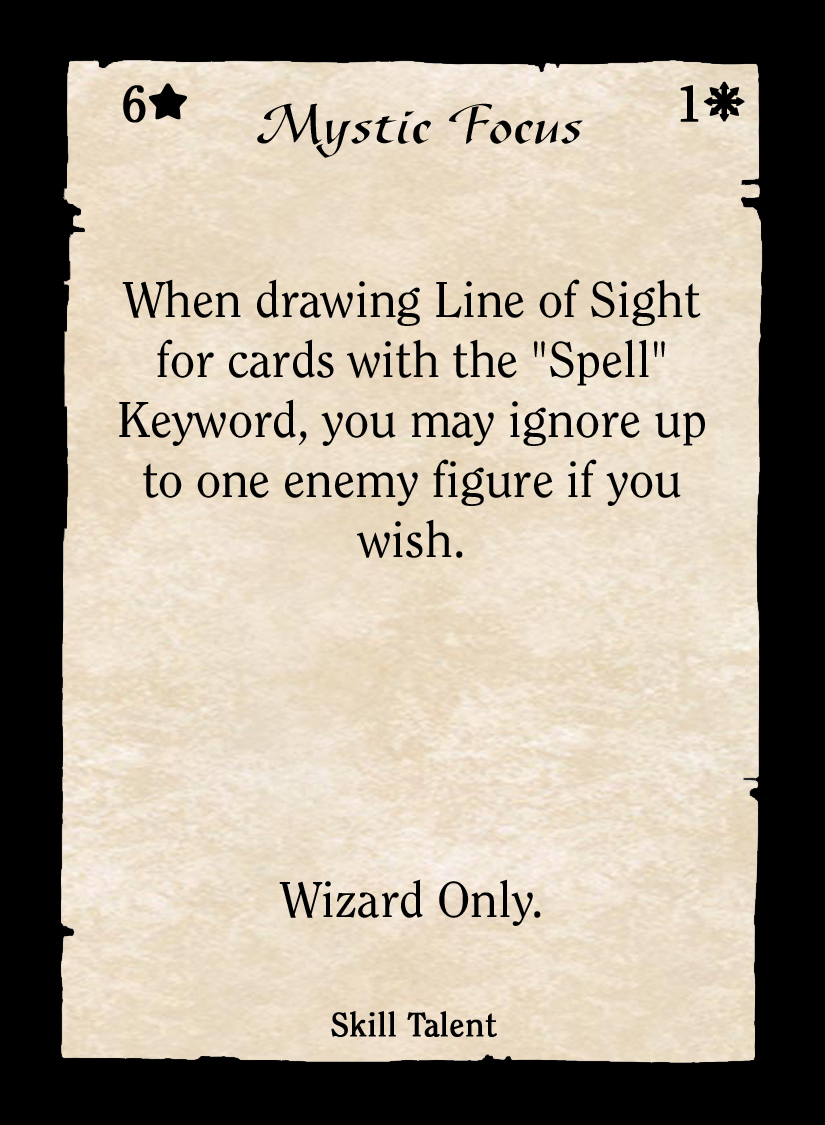 6★ Mystic Focus 1❋
When drawing Line of Sight
for cards with the "Spell"
Keyword, you may ignore up
to one enemy figure if you
wish.
Wizard Only.
Skill Talent